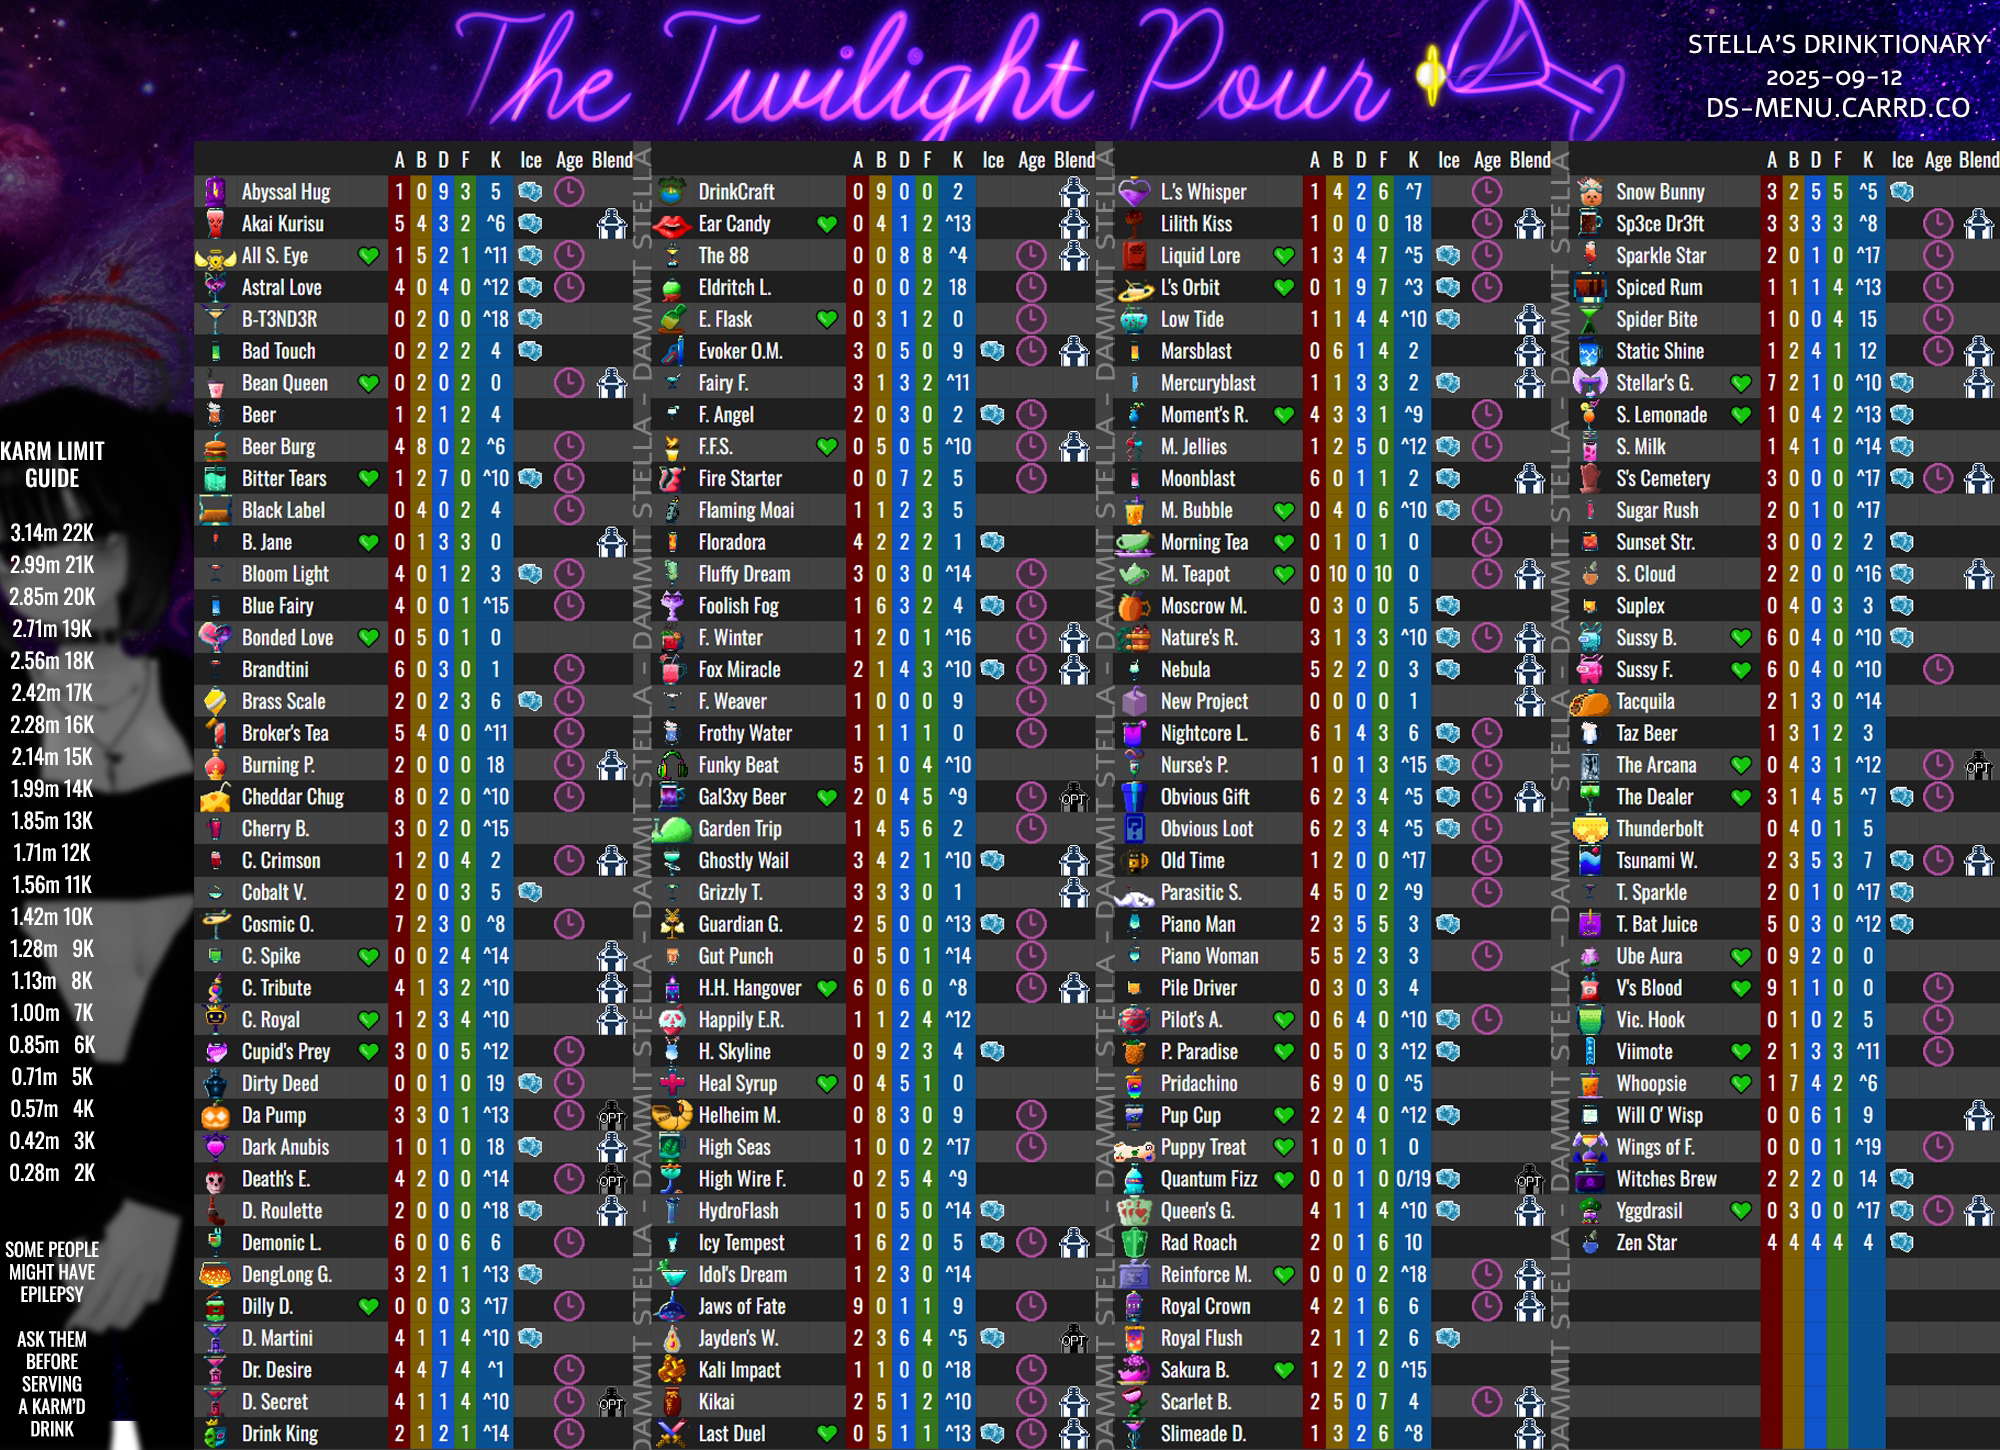 The Twilight Pour
STELLA'S DRINKTIONARY
2025-09-12
DS-MENU.CARRD.CO
KARM LIMIT
GUIDE
3.14m 22K
2.99m 21K
2.85m 20K
2.71m 19K
2.56m 18K
2.42m 17K
2.28m 16K
2.14m 15K
1.99m 14K
1.85m 13K
1.71m 12K
1.56m 11K
1.42m 10K
1.28m 9K
1.13m 8K
1.00m 7K
0.85m 6K
0.71m 5K
0.57m 4K
0.42m 3K
0.28m 2K
SOME PEOPLE
MIGHT HAVE
EPILEPSY
ASK THEM
BEFORE
SERVING
A KARM'D
DRINK
A B D F K Ice Age Blend
Abyssal Hug 1 0 9 3 5
Akai Kurisu 5 4 3 2 ^6
All S. Eye 1 5 2 1 ^11
Astral Love 4 0 4 0 ^12
B-T3ND3R 0 2 0 0 ^18
Bad Touch 0 2 2 2 4
Bean Queen 0 2 0 2 0
Beer 1 2 1 2 4
Beer Burg 4 8 0 2 ^6
Bitter Tears 1 2 7 0 ^10
Black Label 0 4 0 2 4
B. Jane 0 1 3 3 0
Bloom Light 4 0 1 2 3
Blue Fairy 4 0 0 1 ^15
Bonded Love 0 5 0 1 0
Brandtini 6 0 3 0 1
Brass Scale 2 0 2 3 6
Broker's Tea 5 4 0 0 ^11
Burning P. 2 0 0 0 18
Cheddar Chug 8 0 2 0 ^10
Cherry B. 3 0 2 0 ^15
C. Crimson 1 2 0 4 2
Cobalt V. 2 0 0 3 5
Cosmic O. 7 2 3 0 ^8
C. Spike 0 0 2 4 ^14
C. Tribute 4 1 3 2 ^10
C. Royal 1 2 3 4 ^10
Cupid's Prey 3 0 0 5 ^12
Dirty Deed 0 0 1 0 19
Da Pump 3 3 0 1 ^13 OPT
Dark Anubis 1 0 1 0 18
Death's E. 4 2 0 0 ^14 OPT
D. Roulette 2 0 0 0 ^18
Demonic L. 6 0 0 6 6
DengLong G. 3 2 1 1 ^13
Dilly D. 0 0 0 3 ^17
D. Martini 4 1 1 4 ^10
Dr. Desire 4 4 7 4 ^1
D. Secret 4 1 1 4 ^10 OPT
Drink King 2 1 2 1 ^14
DAMMIT STELLA - DAMMIT STELLA - DAMMIT STELLA - DAMMIT STELLA
A B D F K Ice Age Blend
DrinkCraft 0 9 0 0 2
Ear Candy 0 4 1 2 ^13
The 88 0 0 8 8 ^4
Eldritch L. 0 0 0 2 18
E. Flask 0 3 1 2 0
Evoker O.M. 3 0 5 0 9
Fairy F. 3 1 3 2 ^11
F. Angel 2 0 3 0 2
F.F.S. 0 5 0 5 ^10
Fire Starter 0 0 7 2 5
Flaming Moai 1 1 2 3 5
Floradora 4 2 2 2 1
Fluffy Dream 3 0 3 0 ^14
Foolish Fog 1 6 3 2 4
F. Winter 1 2 0 1 ^16
Fox Miracle 2 1 4 3 ^10
F. Weaver 1 0 0 0 9
Frothy Water 1 1 1 1 0
Funky Beat 5 1 0 4 ^10
Gal3xy Beer 2 0 4 5 ^9 OPT
Garden Trip 1 4 5 6 2
Ghostly Wail 3 4 2 1 ^10
Grizzly T. 3 3 3 0 1
Guardian G. 2 5 0 0 ^13
Gut Punch 0 5 0 1 ^14
H.H. Hangover 6 0 6 0 ^8
Happily E.R. 1 1 2 4 ^12
H. Skyline 0 9 2 3 4
Heal Syrup 0 4 5 1 0
Helheim M. 0 8 3 0 9
High Seas 1 0 0 2 ^17
High Wire F. 0 2 5 4 ^9
HydroFlash 1 0 5 0 ^14
Icy Tempest 1 6 2 0 5
Idol's Dream 1 2 3 0 ^14
Jaws of Fate 9 0 1 1 9
Jayden's W. 2 3 6 4 ^5 OPT
Kali Impact 1 1 0 0 ^18
Kikai 2 5 1 2 ^10
Last Duel 0 5 1 1 ^13
DAMMIT STELLA - DAMMIT STELLA - DAMMIT STELLA - DAMMIT STELLA
A B D F K Ice Age Blend
L.'s Whisper 1 4 2 6 ^7
Lilith Kiss 1 0 0 0 18
Liquid Lore 1 3 4 7 ^5
L's Orbit 0 1 9 7 ^3
Low Tide 1 1 4 4 ^10
Marsblast 0 6 1 4 2
Mercuryblast 1 1 3 3 2
Moment's R. 4 3 3 1 ^9
M. Jellies 1 2 5 0 ^12
Moonblast 6 0 1 1 2
M. Bubble 0 4 0 6 ^10
Morning Tea 0 1 0 1 0
M. Teapot 0 10 0 10 0
Moscrow M. 0 3 0 0 5
Nature's R. 3 1 3 3 ^10
Nebula 5 2 2 0 3
New Project 0 0 0 0 1
Nightcore L. 6 1 4 3 6
Nurse's P. 1 0 1 3 ^15
Obvious Gift 6 2 3 4 ^5
Obvious Loot 6 2 3 4 ^5
Old Time 1 2 0 0 ^17
Parasitic S. 4 5 0 2 ^9
Piano Man 2 3 5 5 3
Piano Woman 5 5 2 3 3
Pile Driver 0 3 0 3 4
Pilot's A. 0 6 4 0 ^10
P. Paradise 0 5 0 3 ^12
Pridachino 6 9 0 0 ^5
Pup Cup 2 2 4 0 ^12
Puppy Treat 1 0 0 1 0
Quantum Fizz 0 0 1 0 0/19 OPT
Queen's G. 4 1 1 4 ^10
Rad Roach 2 0 1 6 10
Reinforce M. 0 0 0 2 ^18
Royal Crown 4 2 1 6 6
Royal Flush 2 1 1 2 6
Sakura B. 1 2 2 0 ^15
Scarlet B. 2 5 0 7 4
Slimeade D. 1 3 2 6 ^8
DAMMIT STELLA - DAMMIT STELLA - DAMMIT STELLA - DAMMIT STELLA
A B D F K Ice Age Blend
Snow Bunny 3 2 5 5 ^5
Sp3ce Dr3ft 3 3 3 3 ^8
Sparkle Star 2 0 1 0 ^17
Spiced Rum 1 1 1 4 ^13
Spider Bite 1 0 0 4 15
Static Shine 1 2 4 1 12
Stellar's G. 7 2 1 0 ^10
S. Lemonade 1 0 4 2 ^13
S. Milk 1 4 1 0 ^14
S's Cemetery 3 0 0 0 ^17
Sugar Rush 2 0 1 0 ^17
Sunset Str. 3 0 0 2 2
S. Cloud 2 2 0 0 ^16
Suplex 0 4 0 3 3
Sussy B. 6 0 4 0 ^10
Sussy F. 6 0 4 0 ^10
Tacquila 2 1 3 0 ^14
Taz Beer 1 3 1 2 3
The Arcana 0 4 3 1 ^12 OPT
The Dealer 3 1 4 5 ^7
Thunderbolt 0 4 0 1 5
Tsunami W. 2 3 5 3 7
T. Sparkle 2 0 1 0 ^17
T. Bat Juice 5 0 3 0 ^12
Ube Aura 0 9 2 0 0
V's Blood 9 1 1 0 0
Vic. Hook 0 1 0 2 5
Viimote 2 1 3 3 ^11
Whoopsie 1 7 4 2 ^6
Will O' Wisp 0 0 6 1 9
Wings of F. 0 0 0 1 ^19
Witches Brew 2 2 2 0 14
Yggdrasil 0 3 0 0 ^17
Zen Star 4 4 4 4 4